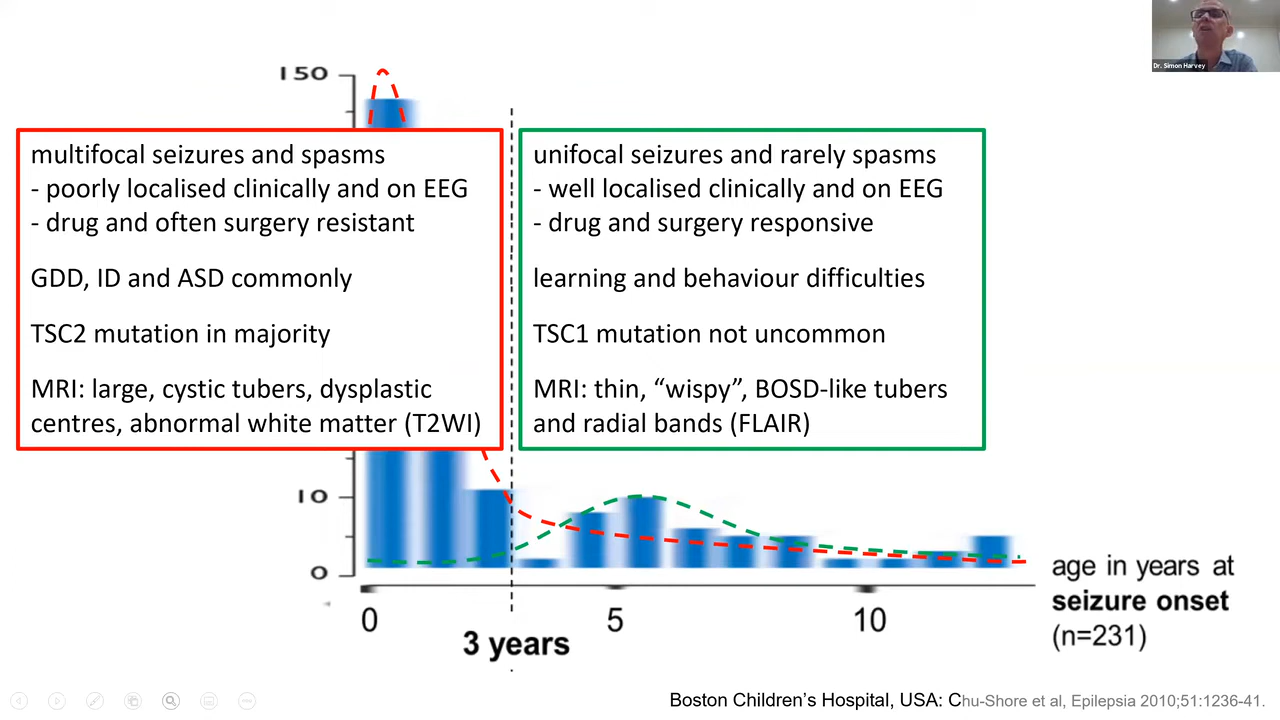 Dr. Simon Harvey
150
multifocal seizures and spasms
- poorly localised clinically and on EEG
- drug and often surgery resistant
GDD, ID and ASD commonly
TSC2 mutation in majority
MRI: large, cystic tubers, dysplastic
centres, abnormal white matter (T2WI)
unifocal seizures and rarely spasms
- well localised clinically and on EEG
- drug and surgery responsive
learning and behaviour difficulties
TSC1 mutation not uncommon
MRI: thin, “wispy”, BOSD-like tubers
and radial bands (FLAIR)
10
0
0
5
10
3 years
age in years at
seizure onset
(n=231)
Boston Children’s Hospital, USA: Chu-Shore et al, Epilepsia 2010;51:1236-41.